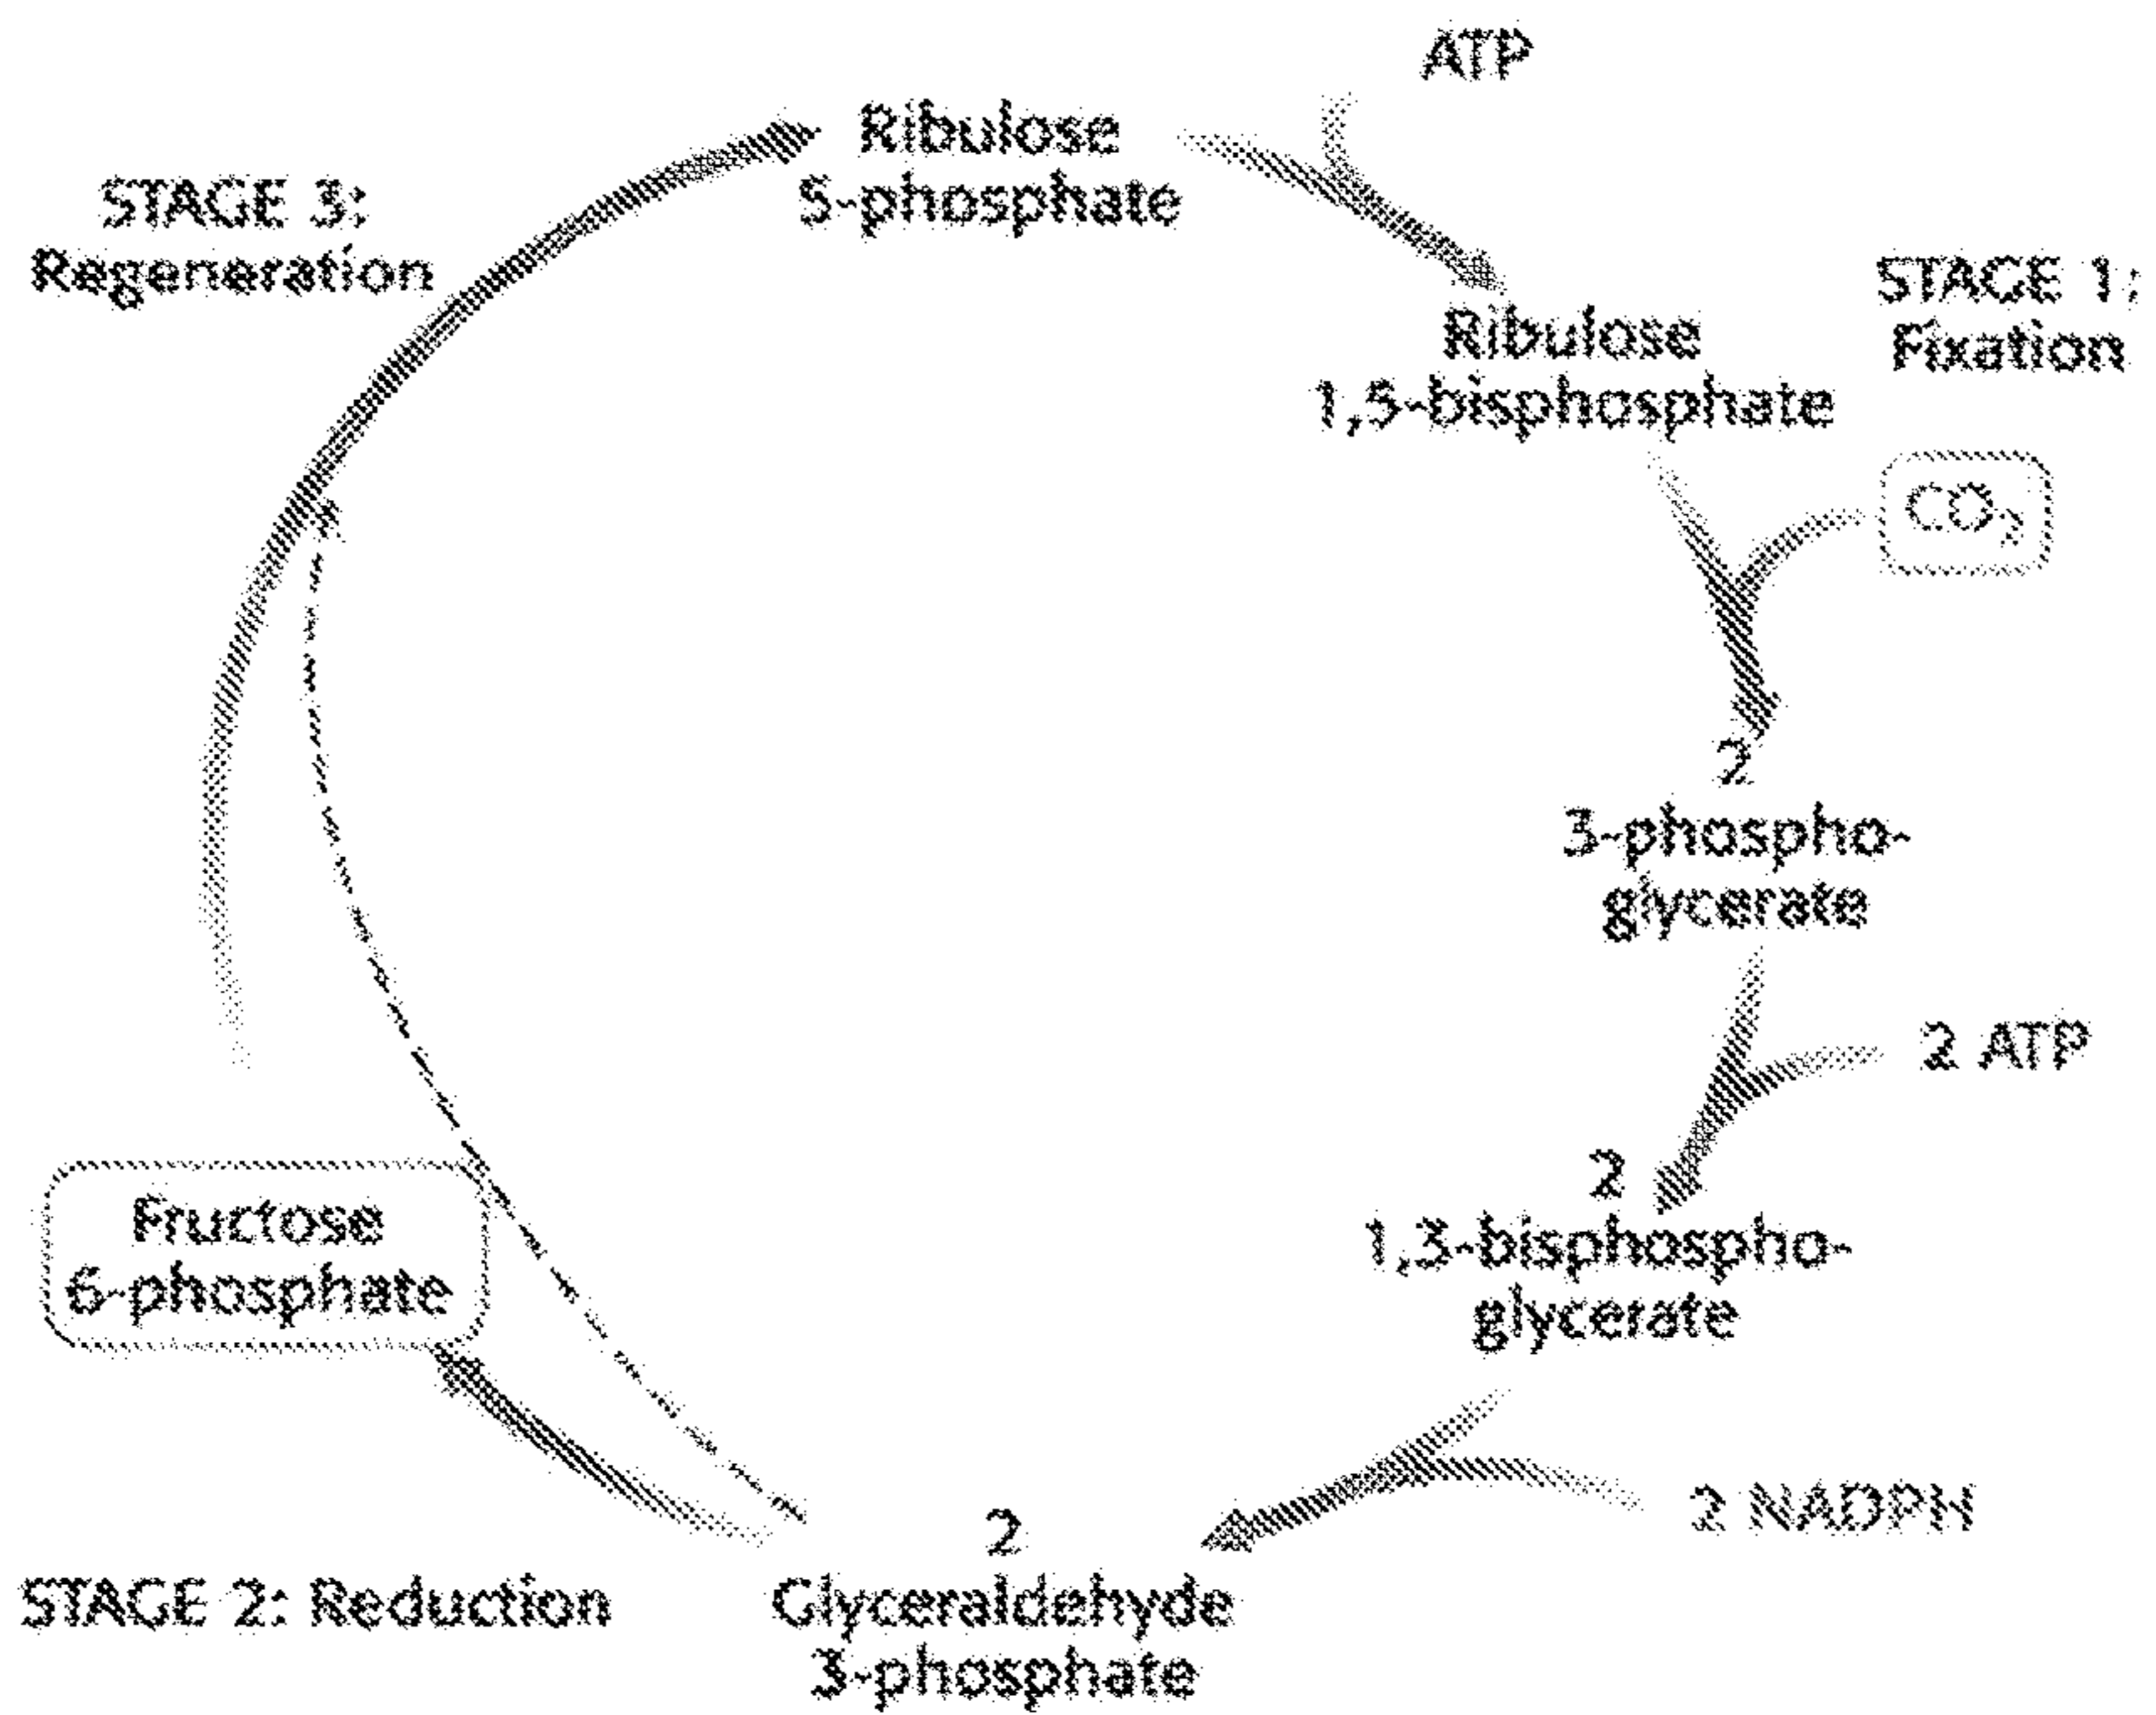 ATP
Ribulose
5-phosphate
STAGE 3:
Regeneration
STAGE 1:
Fixation
Ribulose
1,5-bisphosphate
CO₂
2
3-phospho-
glycerate
2 ATP
2
1,3-bisphospho-
glycerate
Fructose
6-phosphate
2 NADPH
2
Glyceraldehyde
3-phosphate
STAGE 2: Reduction